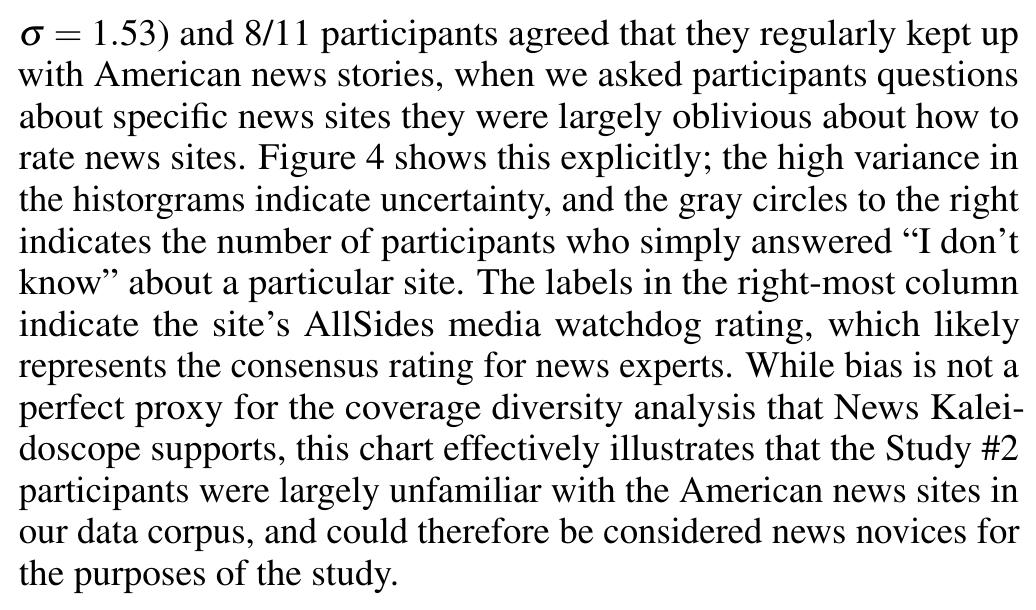 σ = 1.53) and 8/11 participants agreed that they regularly kept up
with American news stories, when we asked participants questions
about specific news sites they were largely oblivious about how to
rate news sites. Figure 4 shows this explicitly; the high variance in
the historgrams indicate uncertainty, and the gray circles to the right
indicates the number of participants who simply answered “I don’t
know” about a particular site. The labels in the right-most column
indicate the site’s AllSides media watchdog rating, which likely
represents the consensus rating for news experts. While bias is not a
perfect proxy for the coverage diversity analysis that News Kalei-
doscope supports, this chart effectively illustrates that the Study #2
participants were largely unfamiliar with the American news sites in
our data corpus, and could therefore be considered news novices for
the purposes of the study.